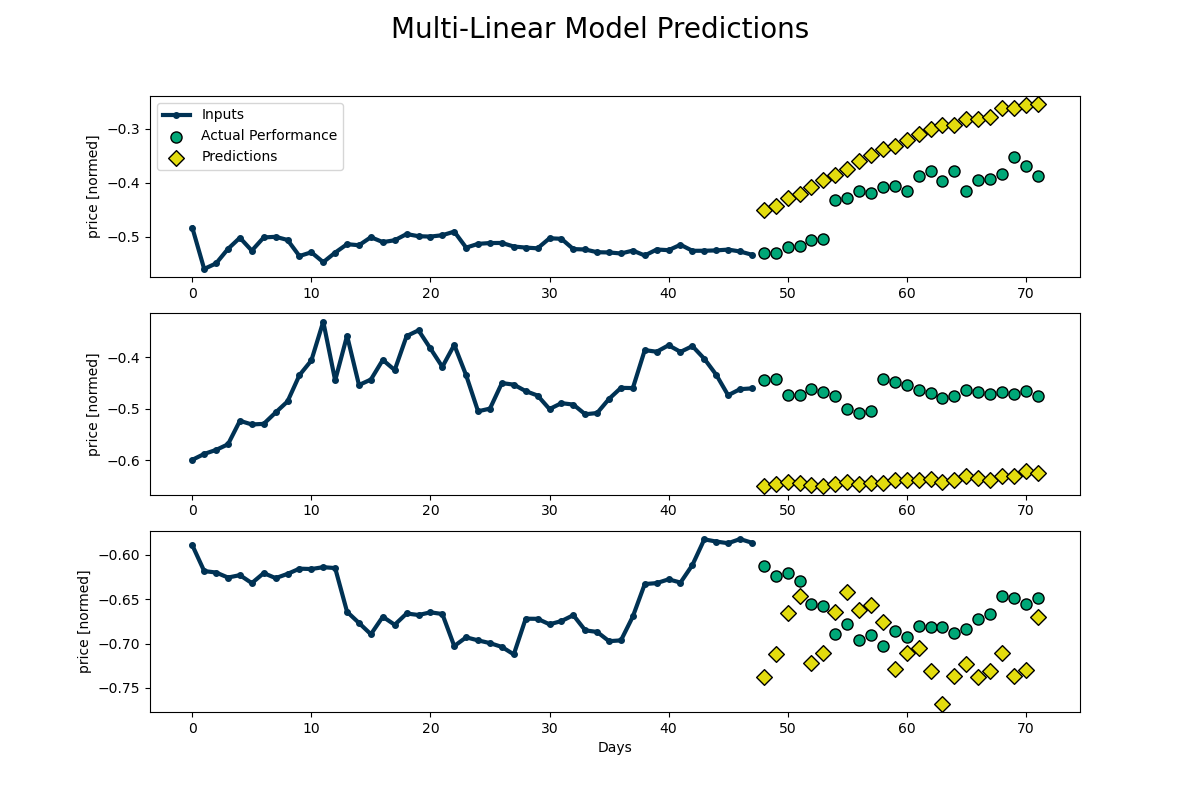 Multi-Linear Model Predictions
Inputs
Actual Performance
Predictions
price [normed]
−0.3
−0.4
−0.5
0 10 20 30 40 50 60 70
price [normed]
−0.4
−0.5
−0.6
0 10 20 30 40 50 60 70
price [normed]
−0.60
−0.65
−0.70
−0.75
0 10 20 30 40 50 60 70
Days